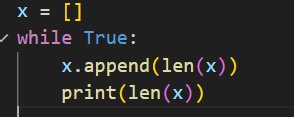 x = []
while True:
    x.append(len(x))
    print(len(x))